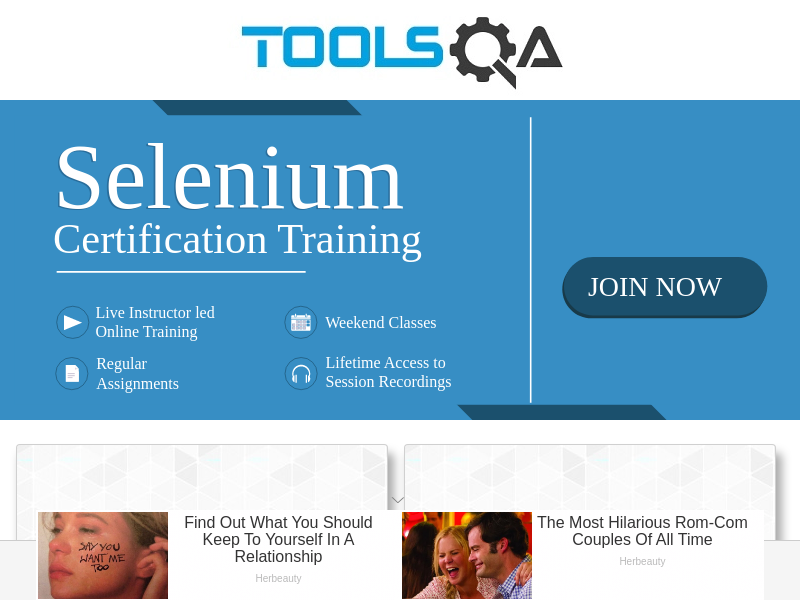 TOOLSQA
Selenium
Certification Training
JOIN NOW
Live Instructor led
Online Training
Weekend Classes
Regular
Assignments
Lifetime Access to
Session Recordings
SAY YOU
WANT ME
TOO
Find Out What You Should
Keep To Yourself In A
Relationship
Herbeauty
The Most Hilarious Rom-Com
Couples Of All Time
Herbeauty